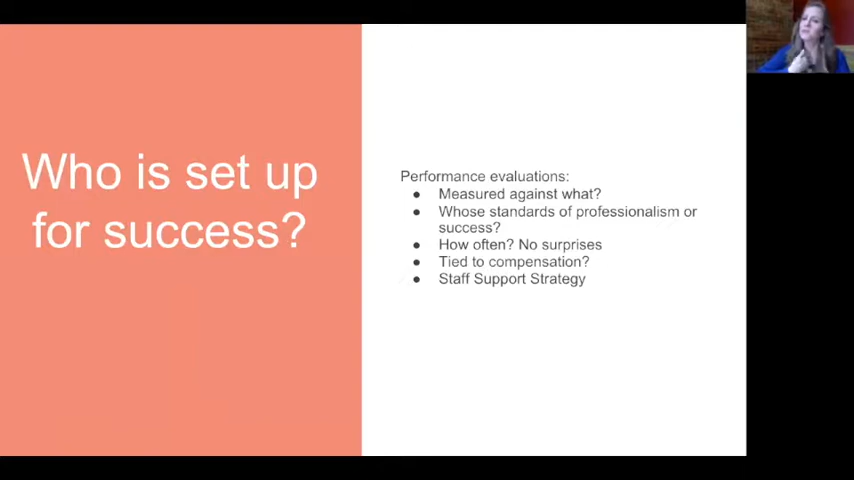 Who is set up
for success?
Performance evaluations:
● Measured against what?
● Whose standards of professionalism or
success?
● How often? No surprises
● Tied to compensation?
● Staff Support Strategy